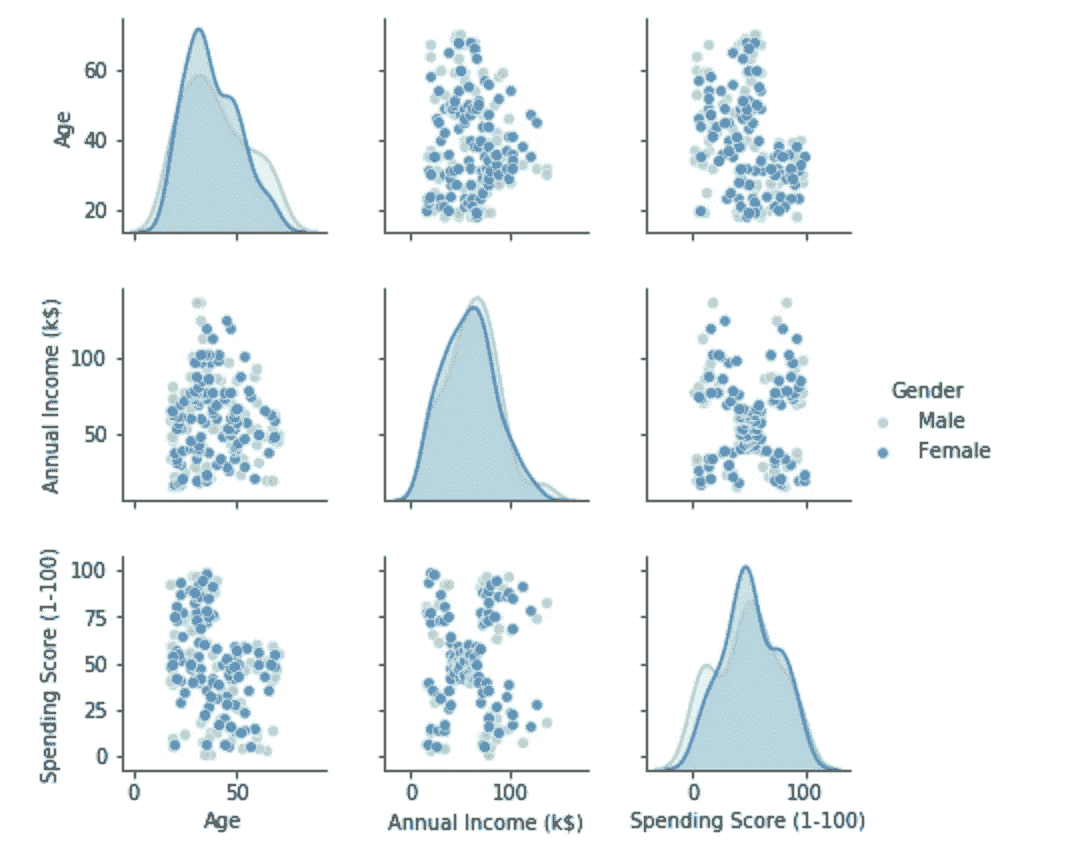 Age
60
40
20
0
50
0
100
0
100
Annual Income (k$)
100
50
Gender
Male
Female
Spending Score (1-100)
100
75
50
25
0
Age
Annual Income (k$)
Spending Score (1-100)